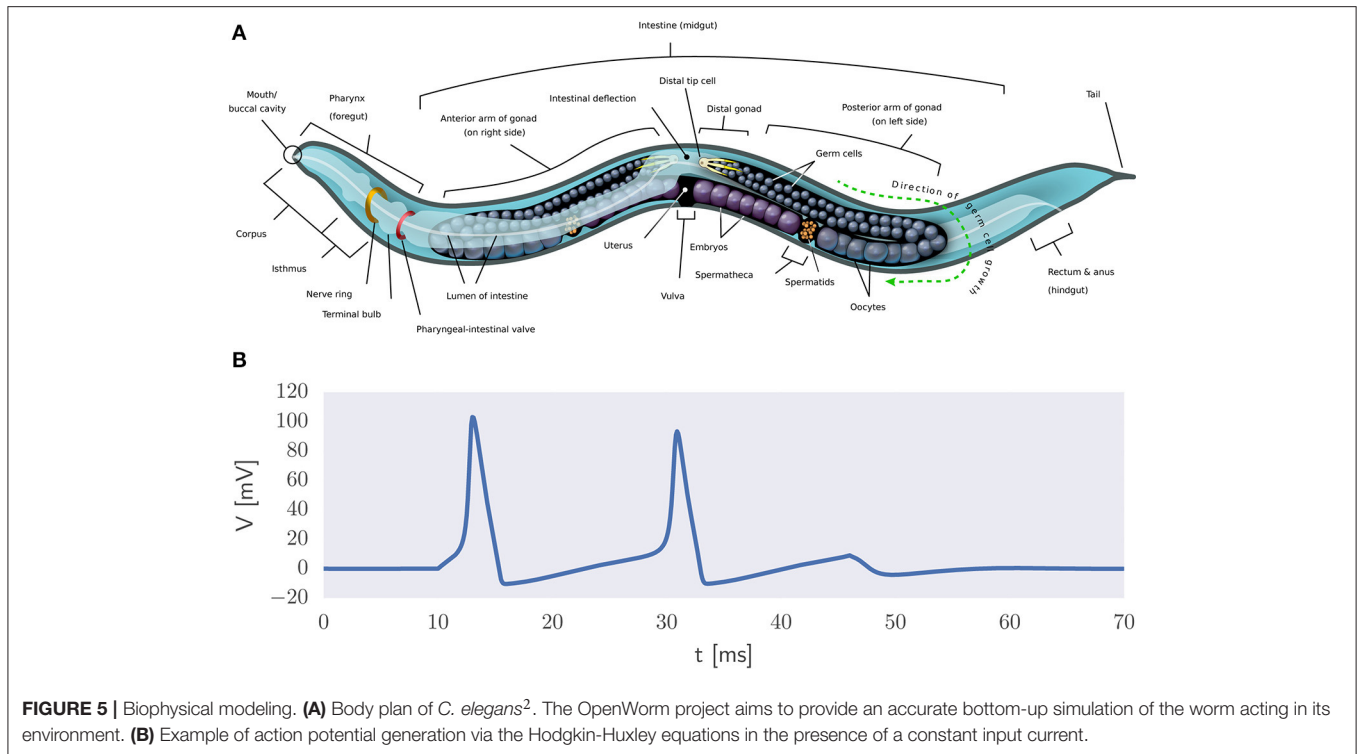 A
Intestine (midgut)
Distal tip cell
Mouth/
buccal cavity
Pharynx
(foregut)
Intestinal deflection
Distal gonad
Tail
Anterior arm of gonad
(on right side)
Posterior arm of gonad
(on left side)
Germ cells
Direction of germ cell growth
Corpus
Isthmus
Nerve ring
Terminal bulb
Lumen of intestine
Pharyngeal-intestinal valve
Uterus
Vulva
Embryos
Spermatheca
Spermatids
Oocytes
Rectum & anus
(hindgut)
B
120
100
80
60
40
20
0
−20
V [mV]
0 10 20 30 40 50 60 70
t [ms]
FIGURE 5 | Biophysical modeling. (A) Body plan of C. elegans². The OpenWorm project aims to provide an accurate bottom-up simulation of the worm acting in its
environment. (B) Example of action potential generation via the Hodgkin-Huxley equations in the presence of a constant input current.